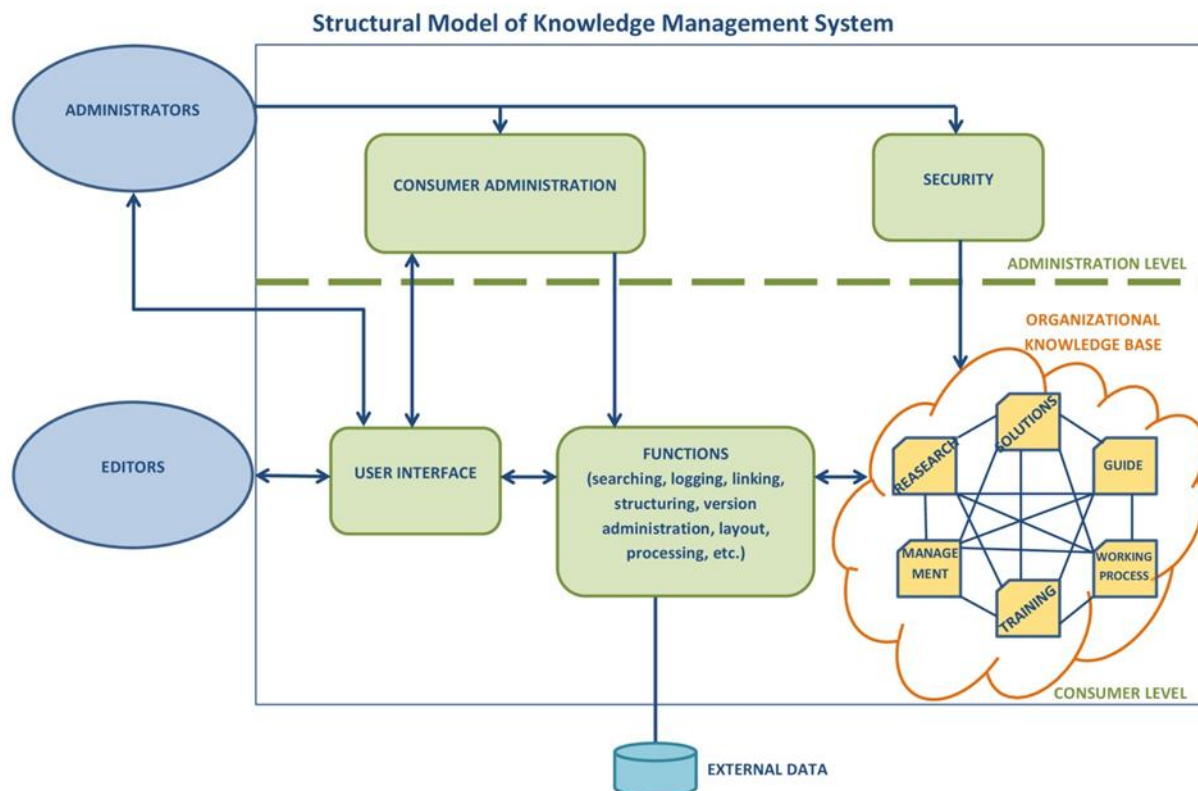 Structural Model of Knowledge Management System
ADMINISTRATORS
CONSUMER ADMINISTRATION
SECURITY
ADMINISTRATION LEVEL
ORGANIZATIONAL
KNOWLEDGE BASE
EDITORS
USER INTERFACE
FUNCTIONS
(searching, logging, linking,
structuring, version
administration, layout,
processing, etc.)
REASEARCH
SOLUTIONS
GUIDE
MANAGE
MENT
TRAINING
WORKING
PROCESS
CONSUMER LEVEL
EXTERNAL DATA